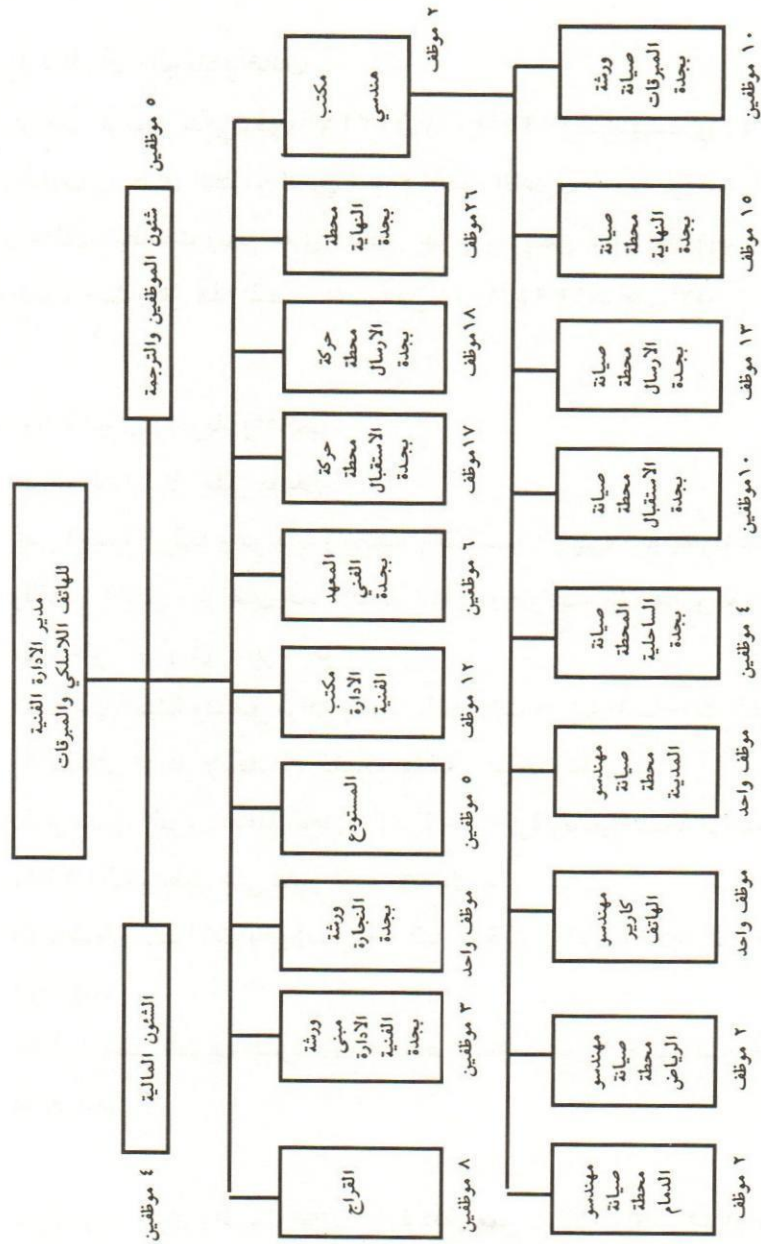 مدير الادارة الفنية
للهاتف اللاسلكي والمبرقات
شئون الموظفين والترجمة
٥ موظفين
الشئون المالية
٤ موظفين
مكتب
هندسي
٢ موظف
محطة
النهاية
بجدة
٢٦ موظف
حركة
محطة
الارسال
بجدة
١٨ موظف
حركة
محطة
الاستقبال
بجدة
١٧ موظف
المعهد
الفني
بجدة
٦ موظفين
مكتب
الادارة
الفنية
١٢ موظف
المستودع
٥ موظفين
ورشة
النجارة
بجدة
موظف واحد
ورشة
مبنى
الادارة
الفنية
بجدة
٣ موظفين
القراج
٨ موظفين
ورشة
صيانة
المبرقات
بجدة
١٠ موظفين
صيانة
محطة
النهاية
بجدة
١٥ موظف
صيانة
محطة
الارسال
بجدة
١٣ موظف
صيانة
محطة
الاستقبال
بجدة
١٠ موظفين
صيانة
المحطة
الساحلية
بجدة
٤ موظفين
مهندسو
صيانة
محطة
المدينة
موظف واحد
مهندسو
كارير
الهاتف
موظف واحد
مهندسو
صيانة
محطة
الرياض
٢ موظف
مهندسو
صيانة
محطة
الدمام
٢ موظف